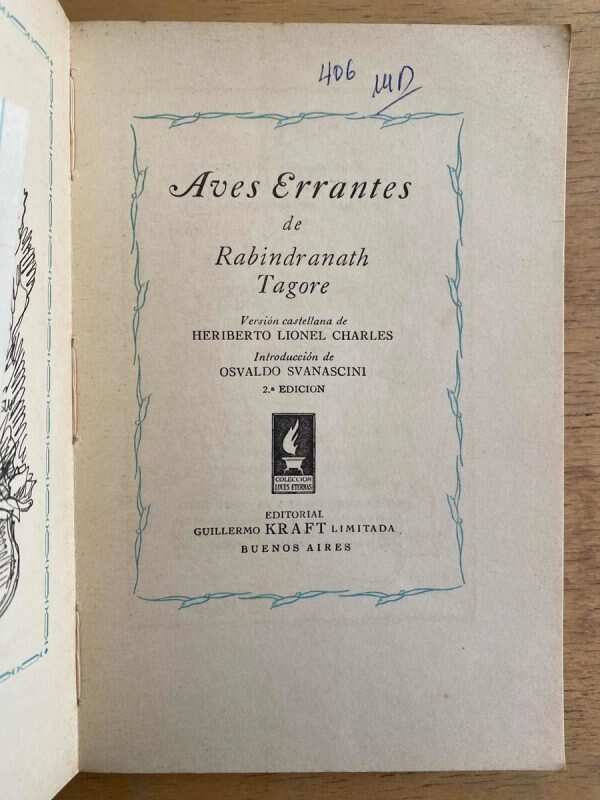 406 MD
Aves Errantes
de
Rabindranath
Tagore
Versión castellana de
HERIBERTO LIONEL CHARLES
Introducción de
OSVALDO SVANASCINI
2.ª EDICION
COLECCION
LUCES ETERNAS
EDITORIAL
GUILLERMO KRAFT LIMITADA
BUENOS AIRES